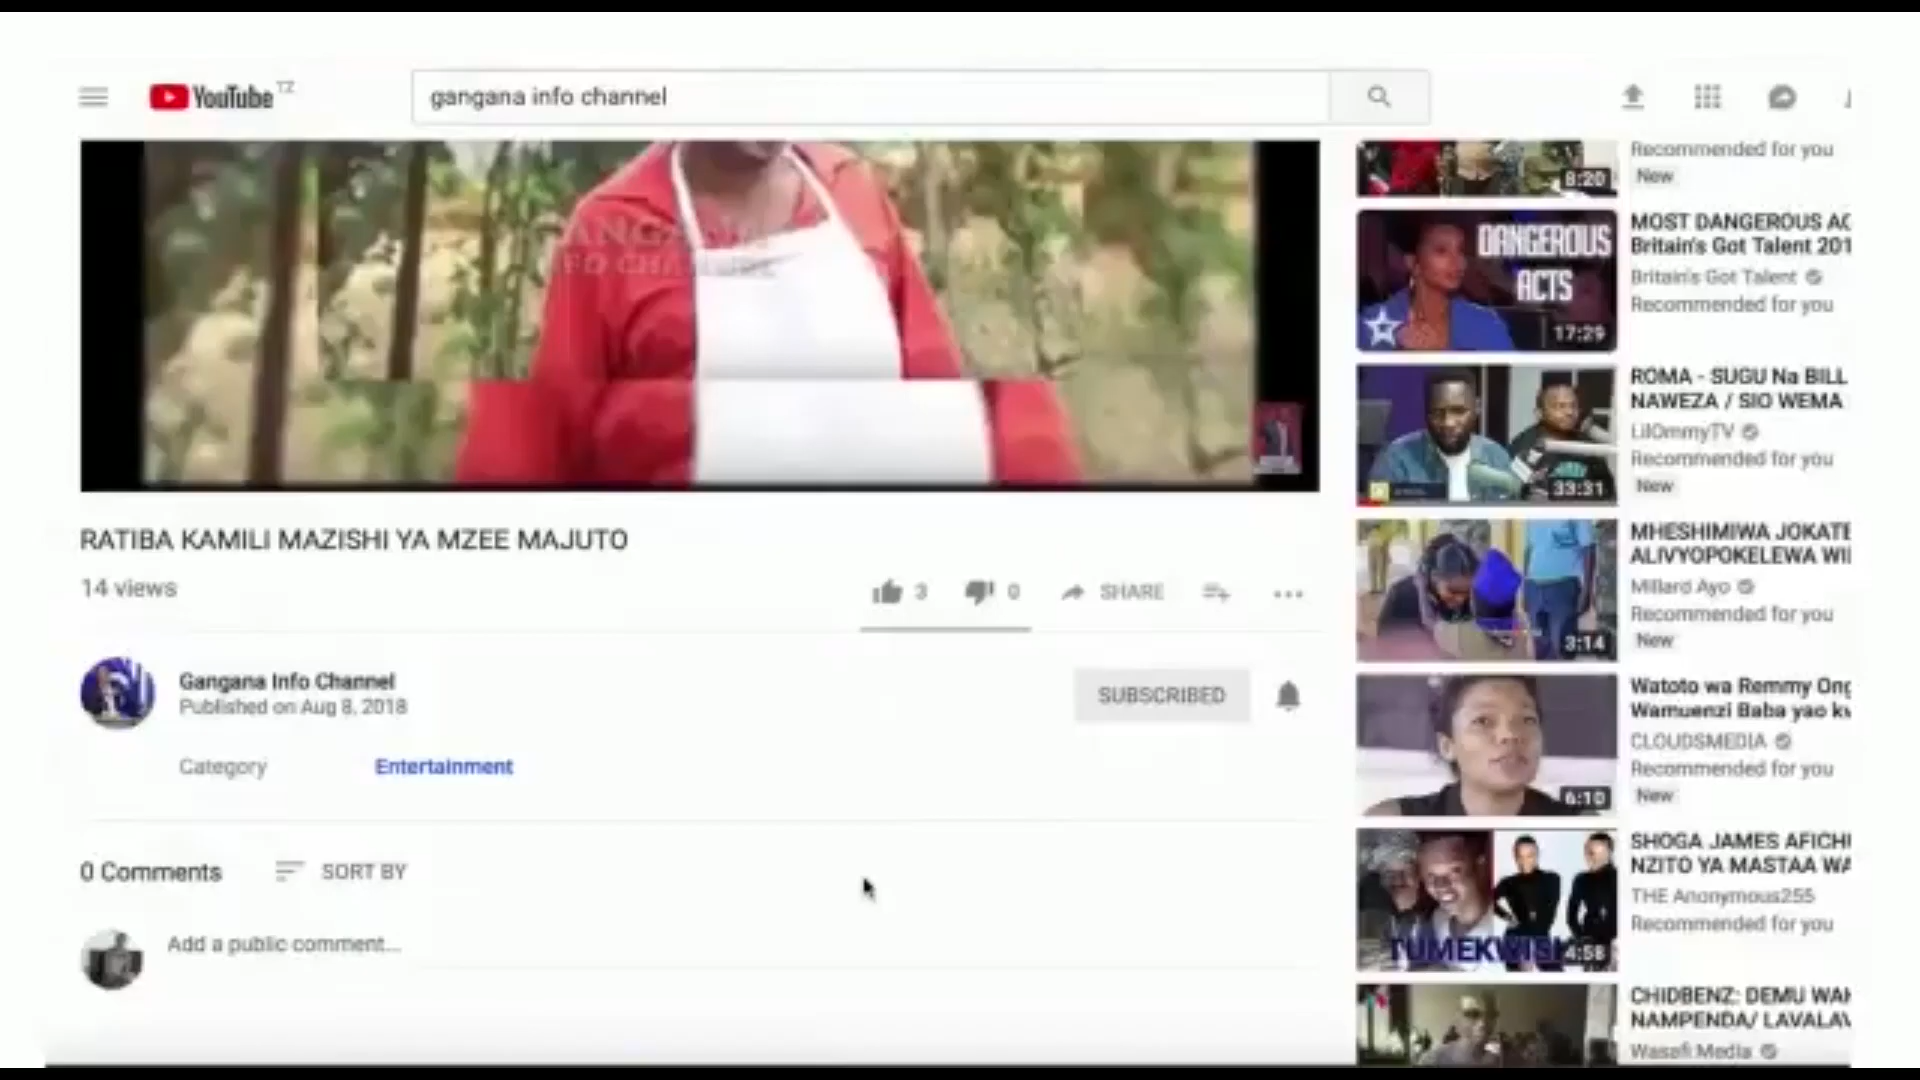 YouTube TZ
gangana info channel
RATIBA KAMILI MAZISHI YA MZEE MAJUTO
14 views
3
0
SHARE
Gangana Info Channel
Published on Aug 8, 2018
SUBSCRIBED
Category
Entertainment
0 Comments
SORT BY
Add a public comment...
8:20
Recommended for you
New
DANGEROUS
ACTS
17:29
MOST DANGEROUS AC
Britain's Got Talent 201
Britain's Got Talent
Recommended for you
33:31
ROMA - SUGU Na BILL
NAWEZA / SIO WEMA
LilOmmyTV
Recommended for you
New
3:14
MHESHIMIWA JOKATE
ALIVYOPOKELEWA WI
Millard Ayo
Recommended for you
New
6:10
Watoto wa Remmy Ong
Wamuenzi Baba yao kw
CLOUDSMEDIA
Recommended for you
New
4:58
SHOGA JAMES AFICH
NZITO YA MASTAA WA
THE Anonymous255
Recommended for you
CHIDBENZ: DEMU WA
NAMPENDA/ LAVALAV
Wasafi Media